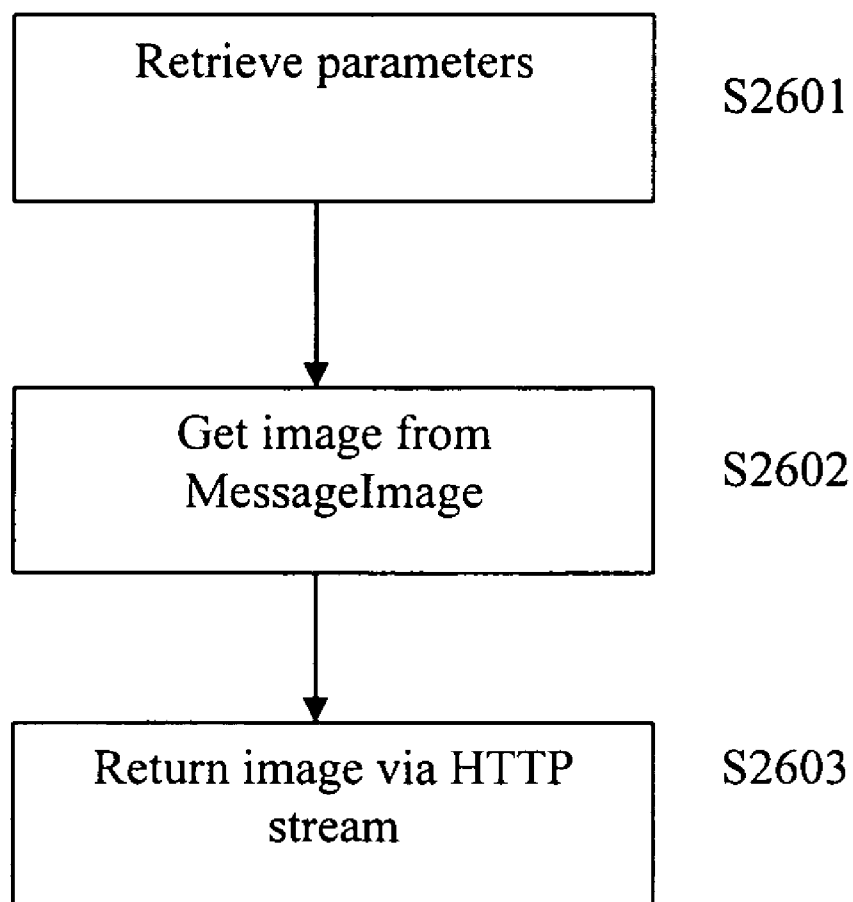 Retrieve parameters
S2601
Get image from
MessageImage
S2602
Return image via HTTP
stream
S2603